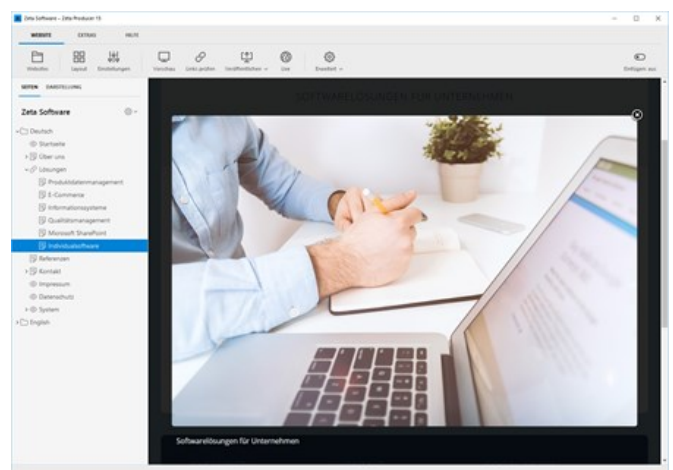 Zeta Software - Zeta Producer 15
WEBSITE EXTRAS HILFE
Websites Layout Einstellungen Vorschau Links prüfen Veröffentlichen Live Erweitert Einfügen aus
SEITEN DARSTELLUNG
Zeta Software
Deutsch
Startseite
Über uns
Lösungen
Produktdatenmanagement
E-Commerce
Informationssysteme
Qualitätsmanagement
Microsoft SharePoint
Individualsoftware
Referenzen
Kontakt
Impressum
Datenschutz
System
English
SOFTWARELÖSUNGEN FÜR UNTERNEHMEN
Softwarelösungen für Unternehmen